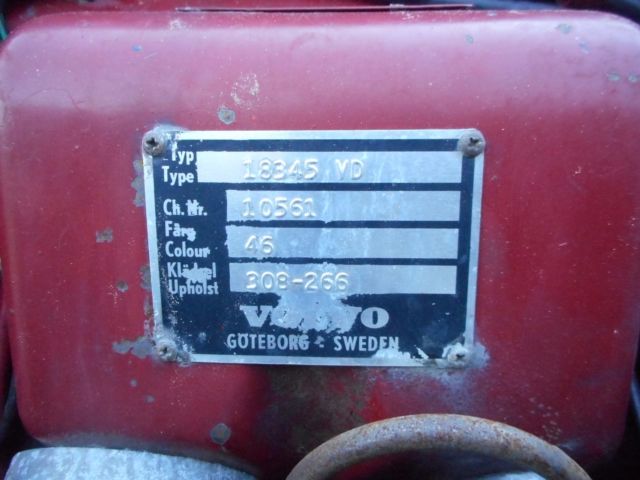 Typ
Type 18345 VD
Ch. Nr. 10561
Färg
Colour 46
Klädsel
Upholst 308-266
VOLVO
GÖTEBORG SWEDEN